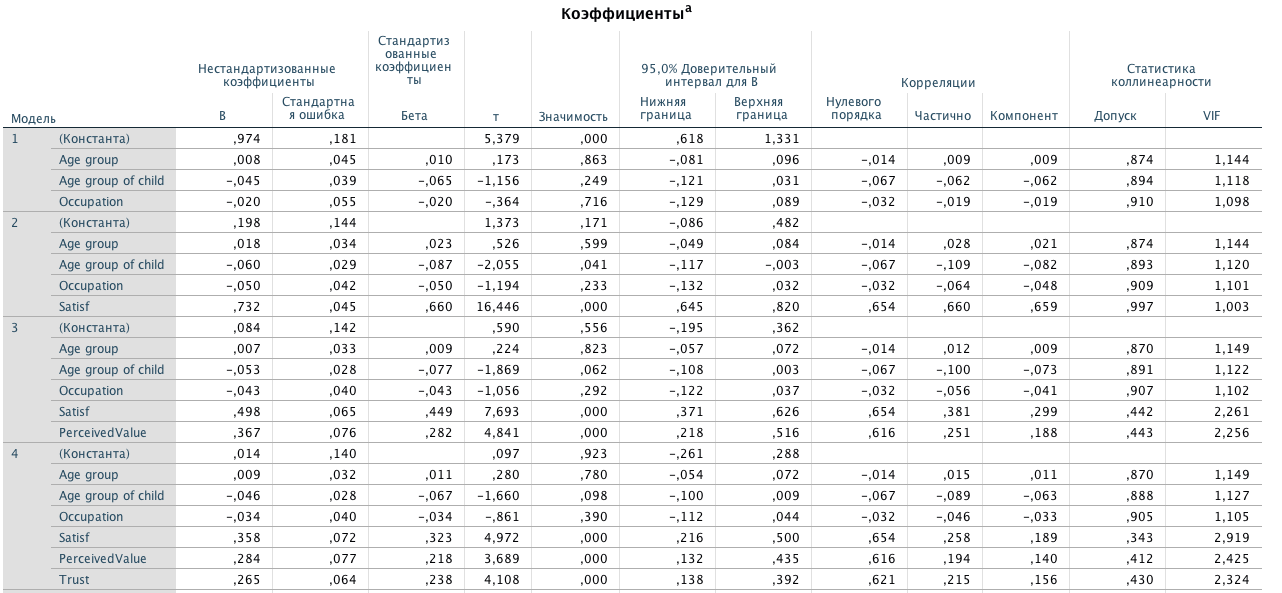 Коэффициентыa
Нестандартизованные коэффициенты
Стандартиз
ованные
коэффициен
ты
95,0% Доверительный интервал для B
Корреляции
Статистика коллинеарности
Модель B Стандартна я ошибка Бета т Значимость Нижняя граница Верхняя граница Нулевого порядка Частично Компонент Допуск VIF
1 (Константа) ,974 ,181 5,379 ,000 ,618 1,331
Age group ,008 ,045 ,010 ,173 ,863 -,081 ,096 -,014 ,009 ,009 ,874 1,144
Age group of child -,045 ,039 -,065 -1,156 ,249 -,121 ,031 -,067 -,062 -,062 ,894 1,118
Occupation -,020 ,055 -,020 -,364 ,716 -,129 ,089 -,032 -,019 -,019 ,910 1,098
2 (Константа) ,198 ,144 1,373 ,171 -,086 ,482
Age group ,018 ,034 ,023 ,526 ,599 -,049 ,084 -,014 ,028 ,021 ,874 1,144
Age group of child -,060 ,029 -,087 -2,055 ,041 -,117 -,003 -,067 -,109 -,082 ,893 1,120
Occupation -,050 ,042 -,050 -1,194 ,233 -,132 ,032 -,032 -,064 -,048 ,909 1,101
Satisf ,732 ,045 ,660 16,446 ,000 ,645 ,820 ,654 ,660 ,659 ,997 1,003
3 (Константа) ,084 ,142 ,590 ,556 -,195 ,362
Age group ,007 ,033 ,009 ,224 ,823 -,057 ,072 -,014 ,012 ,009 ,870 1,149
Age group of child -,053 ,028 -,077 -1,869 ,062 -,108 ,003 -,067 -,100 -,073 ,891 1,122
Occupation -,043 ,040 -,043 -1,056 ,292 -,122 ,037 -,032 -,056 -,041 ,907 1,102
Satisf ,498 ,065 ,449 7,693 ,000 ,371 ,626 ,654 ,381 ,299 ,442 2,261
PerceivedValue ,367 ,076 ,282 4,841 ,000 ,218 ,516 ,616 ,251 ,188 ,443 2,256
4 (Константа) ,014 ,140 ,097 ,923 -,261 ,288
Age group ,009 ,032 ,011 ,280 ,780 -,054 ,072 -,014 ,015 ,011 ,870 1,149
Age group of child -,046 ,028 -,067 -1,660 ,098 -,100 ,009 -,067 -,089 -,063 ,888 1,127
Occupation -,034 ,040 -,034 -,861 ,390 -,112 ,044 -,032 -,046 -,033 ,905 1,105
Satisf ,358 ,072 ,323 4,972 ,000 ,216 ,500 ,654 ,258 ,189 ,343 2,919
PerceivedValue ,284 ,077 ,218 3,689 ,000 ,132 ,435 ,616 ,194 ,140 ,412 2,425
Trust ,265 ,064 ,238 4,108 ,000 ,138 ,392 ,621 ,215 ,156 ,430 2,324